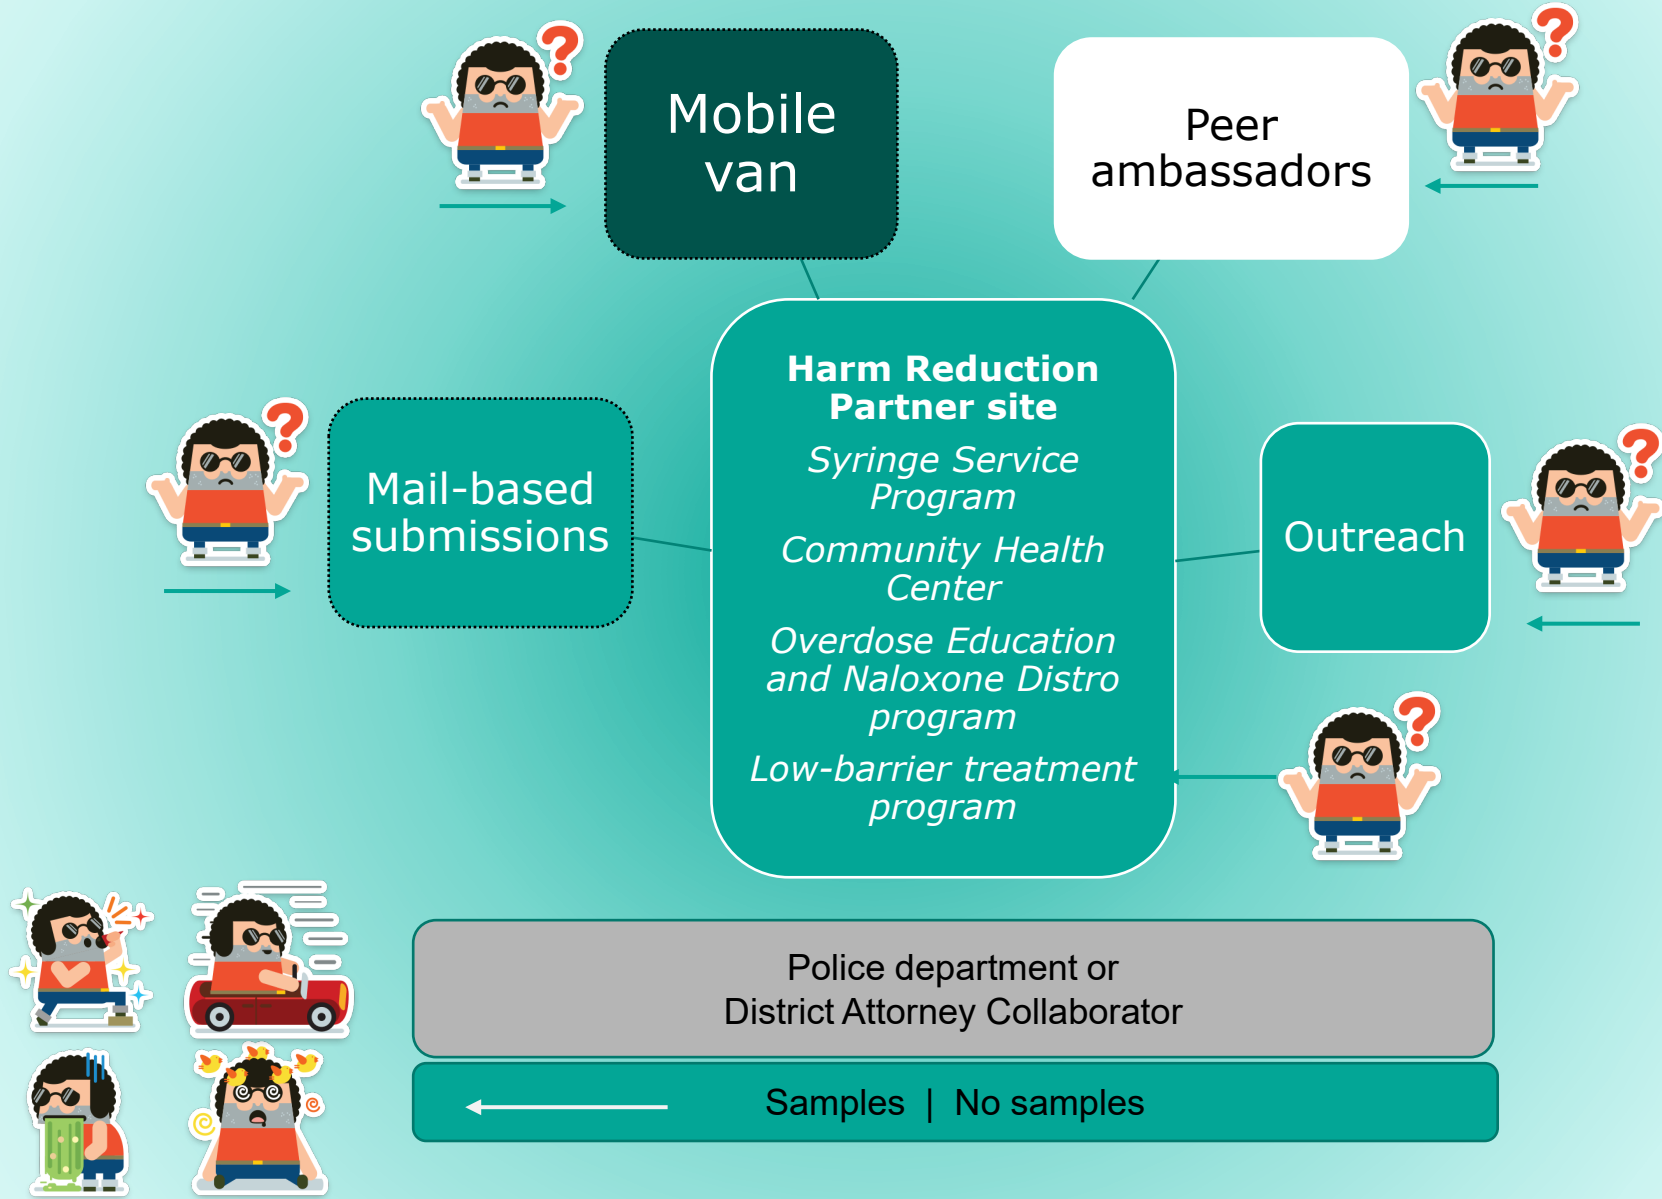 Mobile
van
Peer
ambassadors
Mail-based
submissions
Harm Reduction
Partner site
Syringe Service
Program
Community Health
Center
Overdose Education
and Naloxone Distro
program
Low-barrier treatment
program
Outreach
Police department or
District Attorney Collaborator
Samples | No samples